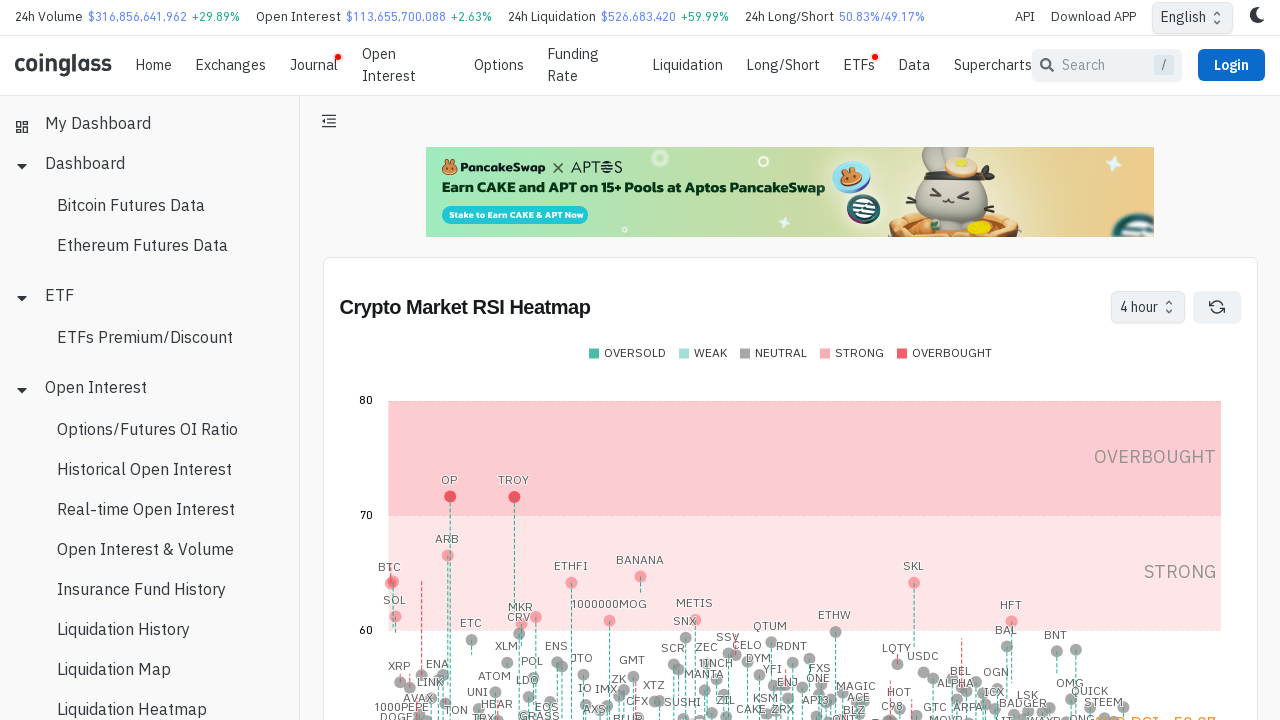 24h Volume $316,856,641,962 +29.89% Open Interest $113,655,700,088 +2.63% 24h Liquidation $526,683,420 +59.99% 24h Long/Short 50.83%/49.17% API Download APP English
coinglass Home Exchanges Journal Open Interest Options Funding Rate Liquidation Long/Short ETFs Data Supercharts Search / Login
My Dashboard
Dashboard
Bitcoin Futures Data
Ethereum Futures Data
ETF
ETFs Premium/Discount
Open Interest
Options/Futures OI Ratio
Historical Open Interest
Real-time Open Interest
Open Interest & Volume
Insurance Fund History
Liquidation History
Liquidation Map
Liquidation Heatmap
PancakeSwap × APTOS
Earn CAKE and APT on 15+ Pools at Aptos PancakeSwap
Stake to Earn CAKE & APT Now
Crypto Market RSI Heatmap 4 hour
OVERSOLD WEAK NEUTRAL STRONG OVERBOUGHT
80
OVERBOUGHT
OP TROY
70
ARB
BTC ETHFI BANANA SKL STRONG
SOL MKR 1000000MOG METIS HFT
CRV ETHW
60 ETC SNX QTUM BAL
BNT
XLM ENS SCR ZEC SSV CELO RDNT LQTY USDC
XRP ENA POL JTO GMT 1INCH DYM FXS
ATOM LDO ZK MANTA YFI ONE BEL OGN
LINK UNI IO IMX XTZ ENJ MAGIC HOT ALPHA ICX LSK OMG QUICK
AVAX HBAR EOS AXS CFX SUSHI ZIL KSM API3 ACE C98 GTC ARPA BADGER STEEM
1000PEPE TON GRASS CAKE ZRX BLZ